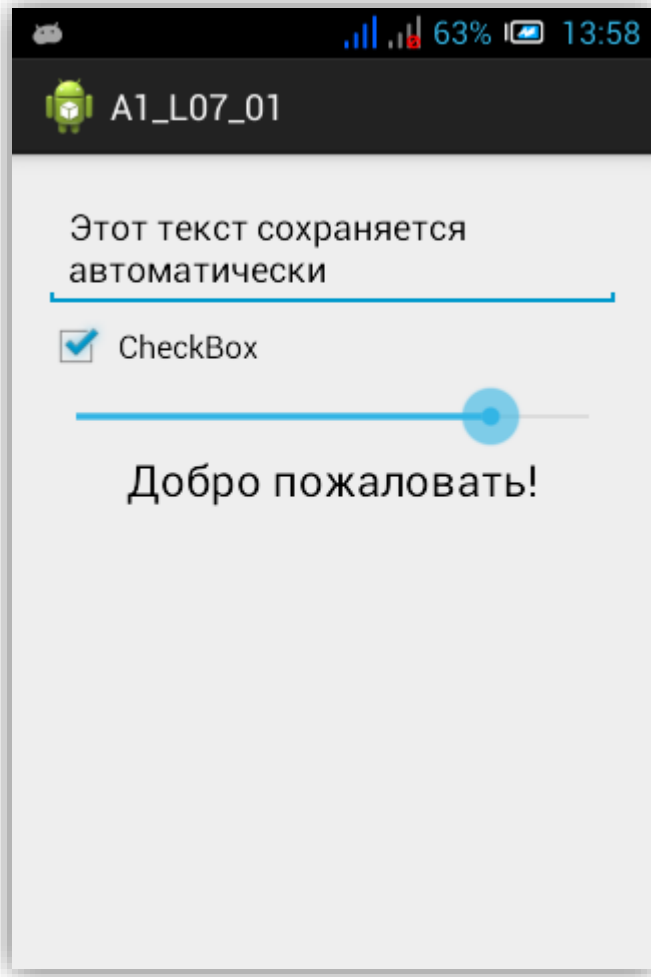 63% 13:58
A1_L07_01
Этот текст сохраняется
автоматически
CheckBox
Добро пожаловать!